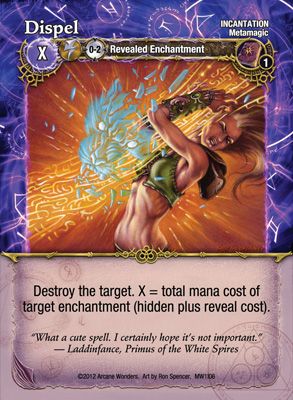 Dispel
INCANTATION
Metamagic
X
0-2
Revealed Enchantment
1
Destroy the target. X = total mana cost of
target enchantment (hidden plus reveal cost).
"What a cute spell. I certainly hope it's not important."
— Laddinfance, Primus of the White Spires
©2012 Arcane Wonders. Art by Ron Spencer. MW1I06